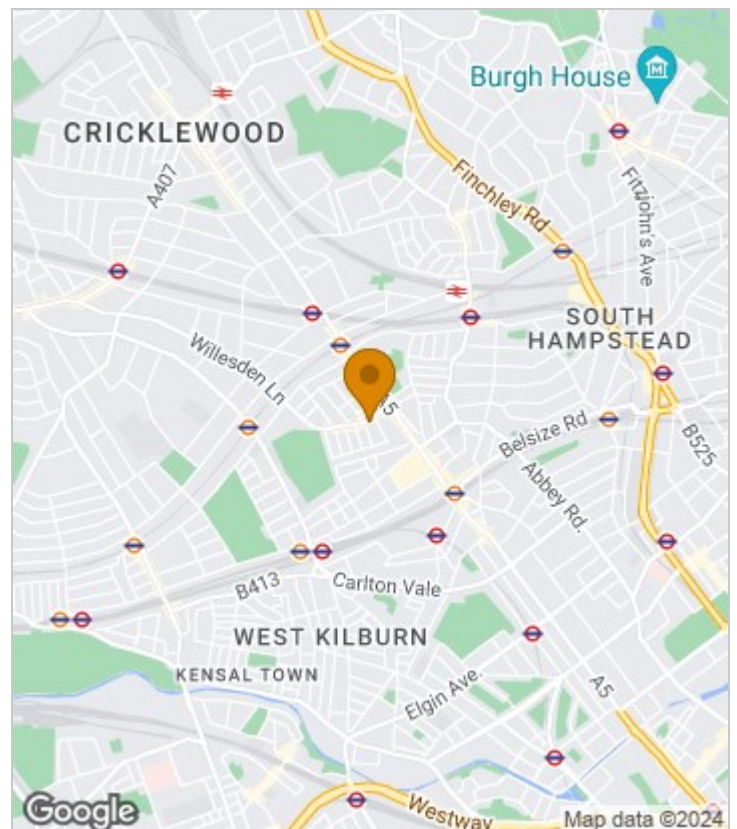 Burgh House
M
CRICKLEWOOD
A407
Finchley Rd
Fitzjohn's Ave
SOUTH
HAMPSTEAD
Willesden Ln
A5
Belsize Rd
B525
Abbey Rd.
B413
Carlton Vale
WEST KILBURN
KENSAL TOWN
Elgin Ave.
A5
Westway
Google
Map data ©2024